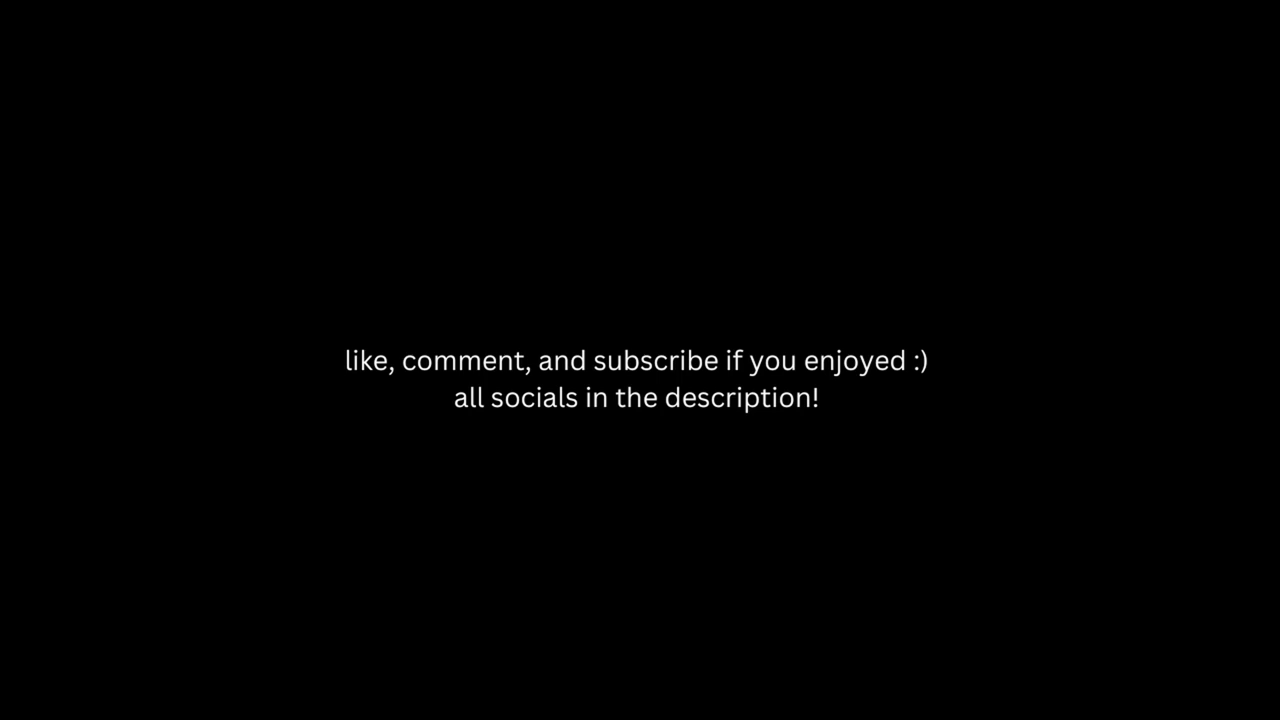 like, comment, and subscribe if you enjoyed :)
all socials in the description!